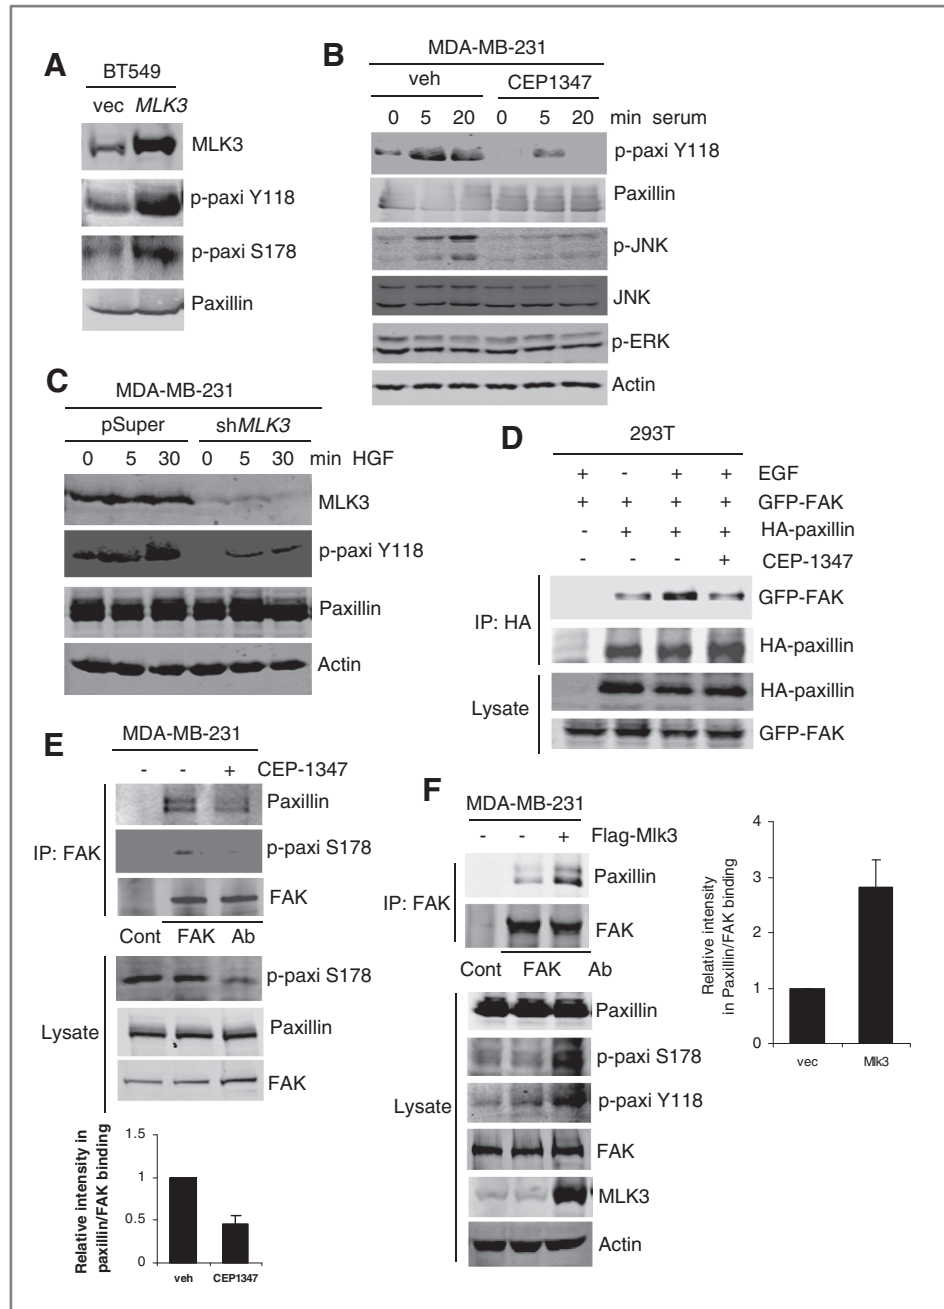 A
BT549
vec MLK3
MLK3
p-paxi Y118
p-paxi S178
Paxillin
B
MDA-MB-231
veh CEP1347
0 5 20 0 5 20 min serum
p-paxi Y118
Paxillin
p-JNK
JNK
p-ERK
Actin
C
MDA-MB-231
pSuper shMLK3
0 5 30 0 5 30 min HGF
MLK3
p-paxi Y118
Paxillin
Actin
D
293T
+ - + + EGF
+ + + + GFP-FAK
- + + + HA-paxillin
- - - + CEP-1347
IP: HA
GFP-FAK
HA-paxillin
Lysate
HA-paxillin
GFP-FAK
E
MDA-MB-231
- - + CEP-1347
IP: FAK
Paxillin
p-paxi S178
FAK
Cont FAK Ab
Lysate
p-paxi S178
Paxillin
FAK
Relative intensity in
paxillin/FAK binding
1.5
1
0.5
0
veh CEP1347
F
MDA-MB-231
- - + Flag-Mlk3
IP: FAK
Paxillin
FAK
Cont FAK Ab
Lysate
Paxillin
p-paxi S178
p-paxi Y118
FAK
MLK3
Actin
Relative intensity
in Paxillin/FAK binding
4
3
2
1
0
vec Mlk3